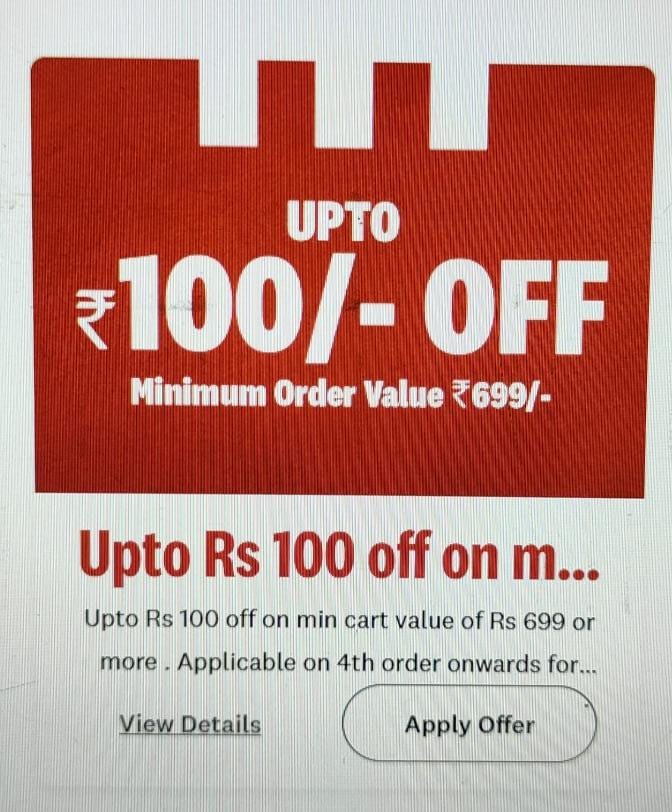 UPTO
₹100/- OFF
Minimum Order Value ₹699/-
Upto Rs 100 off on m...
Upto Rs 100 off on min cart value of Rs 699 or
more . Applicable on 4th order onwards for...
View Details
Apply Offer